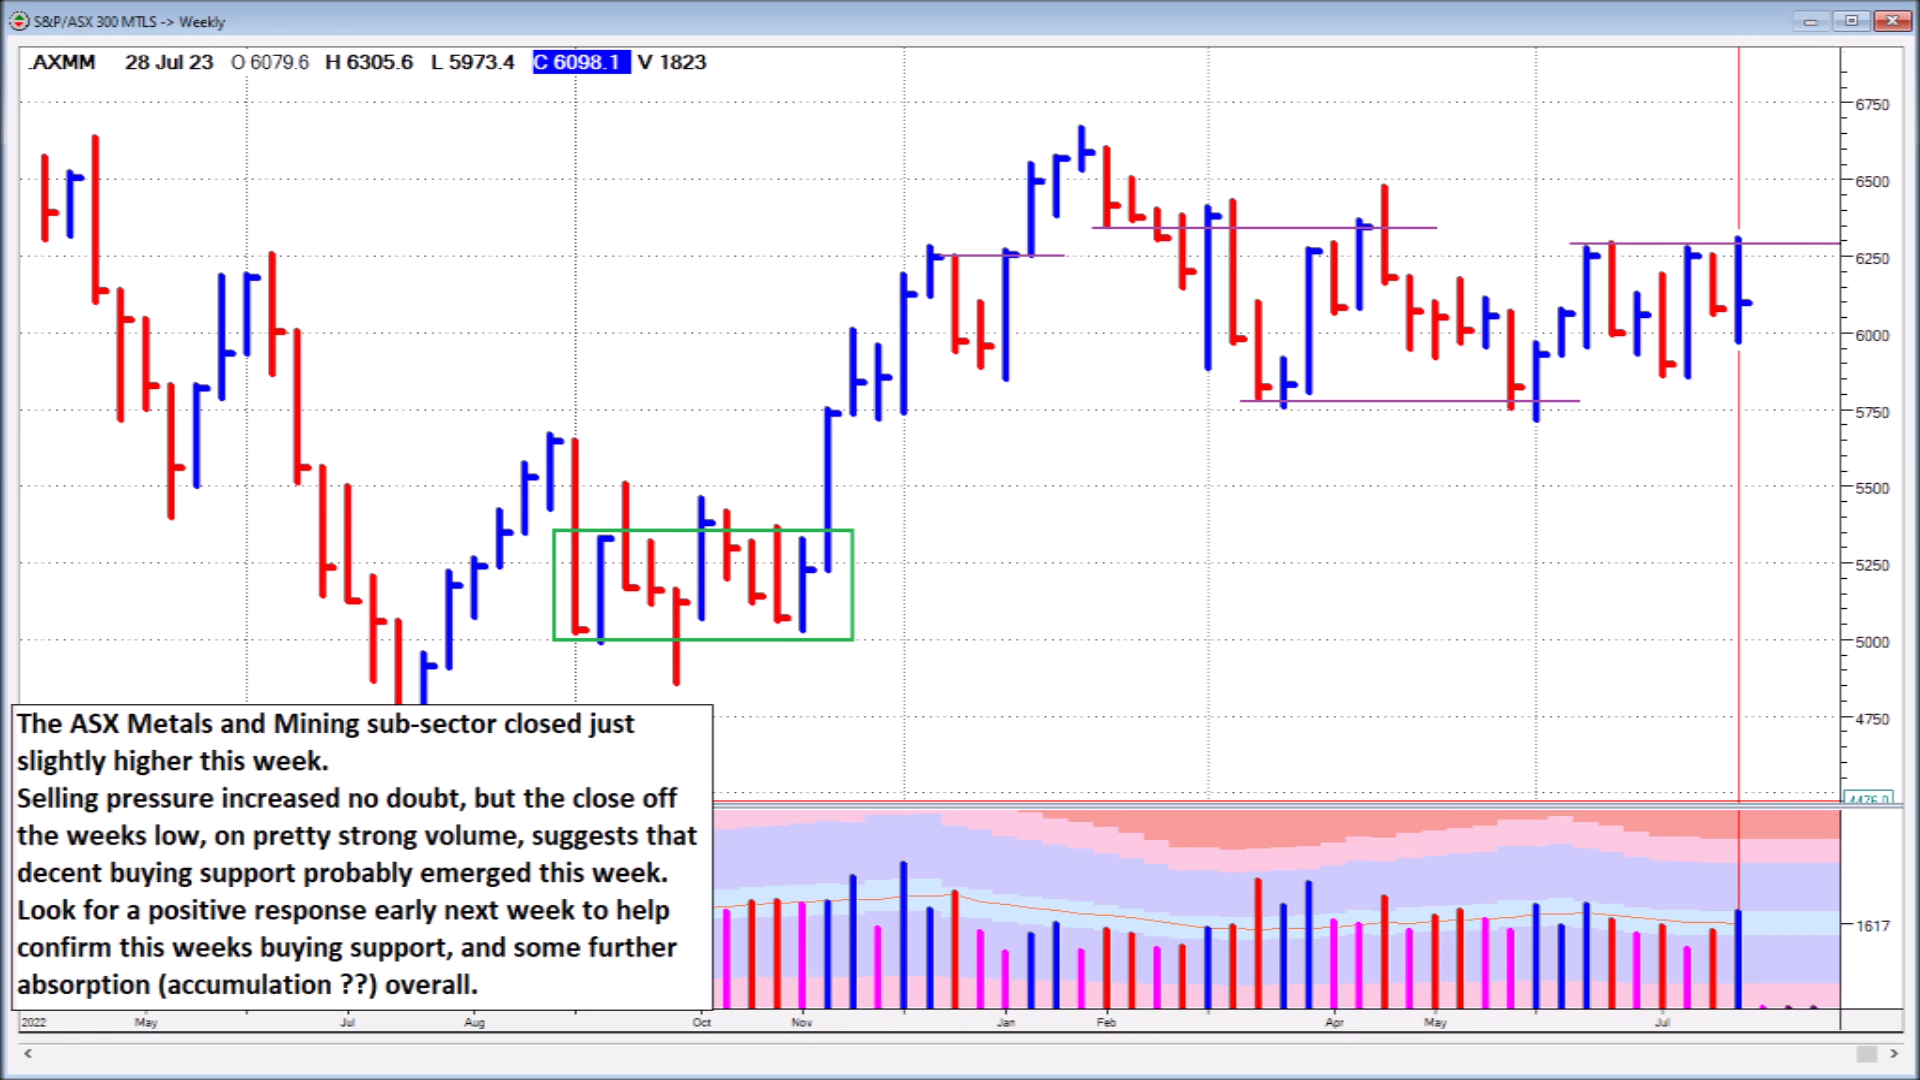 S&P/ASX 300 MTLS -> Weekly
.AXMM 28 Jul 23 O 6079.6 H 6305.6 L 5973.4 C 6098.1 V 1823
6750
6500
6250
6000
5750
5500
5250
5000
4750
4476.0
The ASX Metals and Mining sub-sector closed just
slightly higher this week.
Selling pressure increased no doubt, but the close off
the weeks low, on pretty strong volume, suggests that
decent buying support probably emerged this week.
Look for a positive response early next week to help
confirm this weeks buying support, and some further
absorption (accumulation ??) overall.
1617
2022 May Jul Aug Oct Nov Jan Feb Apr May Jul